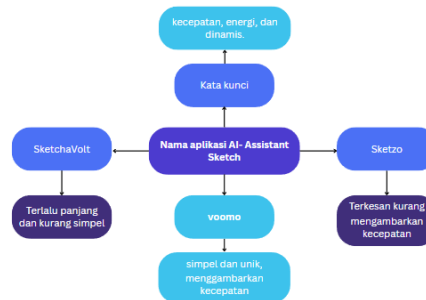 kecepatan, energi, dan
dinamis.
Kata kunci
SketchaVolt
Nama aplikasi AI- Assistant
Sketch
Sketzo
Terlalu panjang
dan kurang simpel
voomo
Terkesan kurang
mengambarkan
kecepatan
simpel dan unik,
menggambarkan
kecepatan